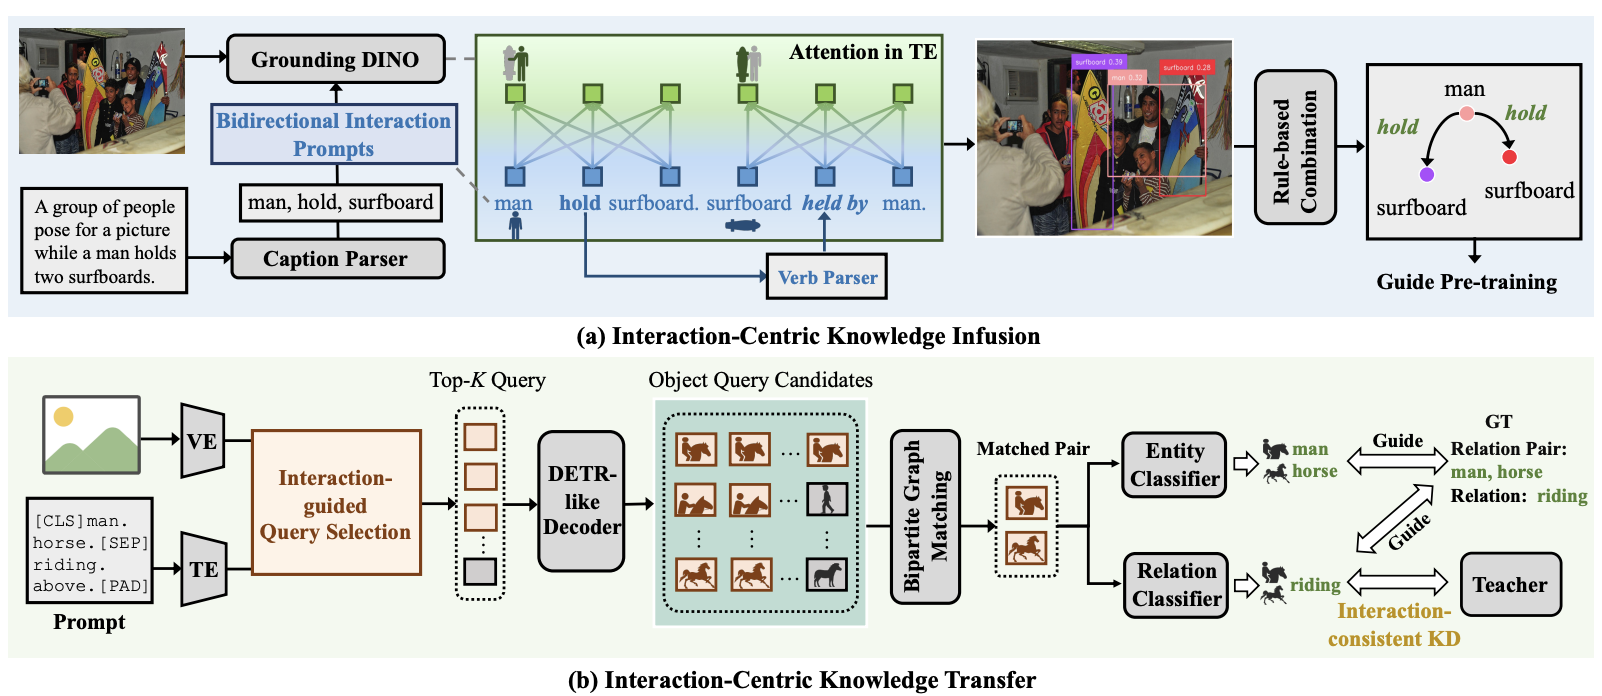 Grounding DINO
Bidirectional Interaction
Prompts
man, hold, surfboard
A group of people
pose for a picture
while a man holds
two surfboards.
Caption Parser
Attention in TE
man hold surfboard. surfboard held by man.
Verb Parser
surfboard 0.39
man 0.32
surfboard 0.28
Rule-based
Combination
man
hold
hold
surfboard
surfboard
Guide Pre-training
(a) Interaction-Centric Knowledge Infusion
Top-K Query
Object Query Candidates
VE
[CLS]man.
horse.[SEP]
riding.
above.[PAD]
TE
Prompt
Interaction-
guided
Query Selection
DETR-
like
Decoder
Bipartite Graph
Matching
Matched Pair
Entity
Classifier
man
horse
Guide
GT
Relation Pair:
man, horse
Relation: riding
Guide
Relation
Classifier
riding
Interaction-
consistent KD
Teacher
(b) Interaction-Centric Knowledge Transfer